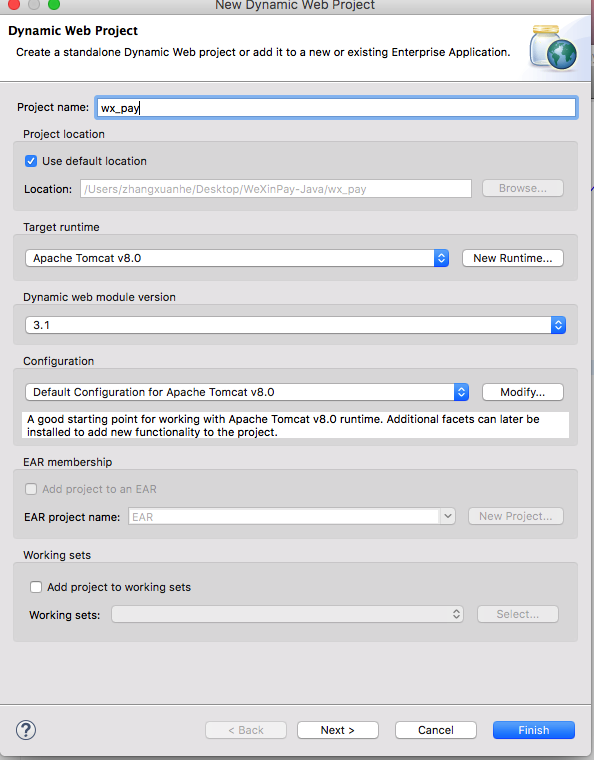 New Dynamic Web Project
Dynamic Web Project
Create a standalone Dynamic Web project or add it to a new or existing Enterprise Application.
Project name: wx_pay
Project location
Use default location
Location: /Users/zhangxuanhe/Desktop/WeXinPay-Java/wx_pay Browse...
Target runtime
Apache Tomcat v8.0 New Runtime...
Dynamic web module version
3.1
Configuration
Default Configuration for Apache Tomcat v8.0 Modify...
A good starting point for working with Apache Tomcat v8.0 runtime. Additional facets can later be
installed to add new functionality to the project.
EAR membership
Add project to an EAR
EAR project name: EAR New Project...
Working sets
Add project to working sets
Working sets: Select...
? < Back Next > Cancel Finish